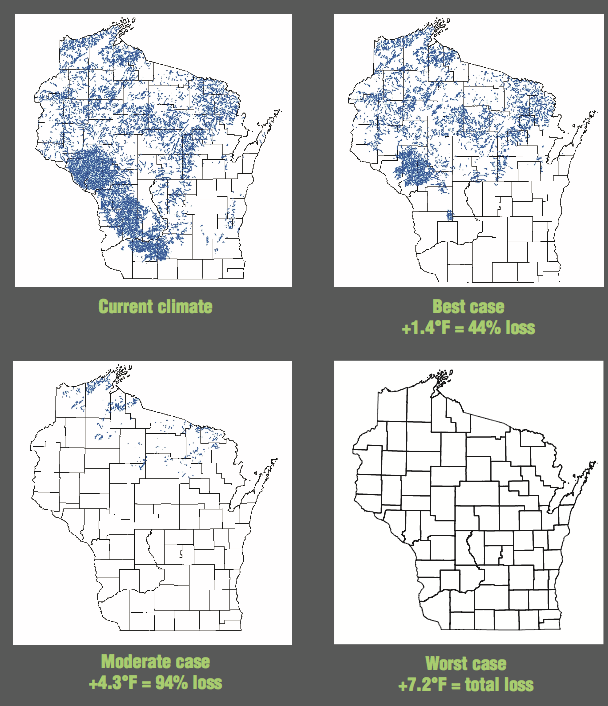 Current climate
Best case
+1.4°F = 44% loss
Moderate case
+4.3°F = 94% loss
Worst case
+7.2°F = total loss